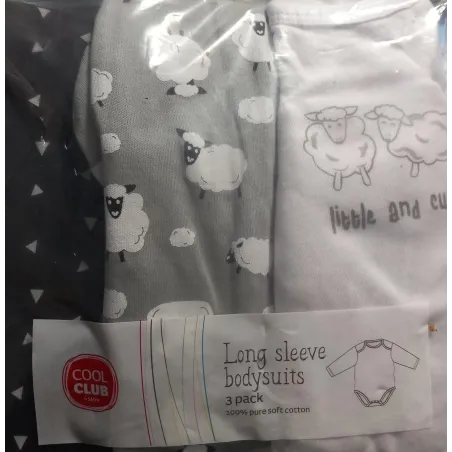 little and cu
COOL
CLUB
Long sleeve
bodysuits
3 pack
100% pure soft cotton